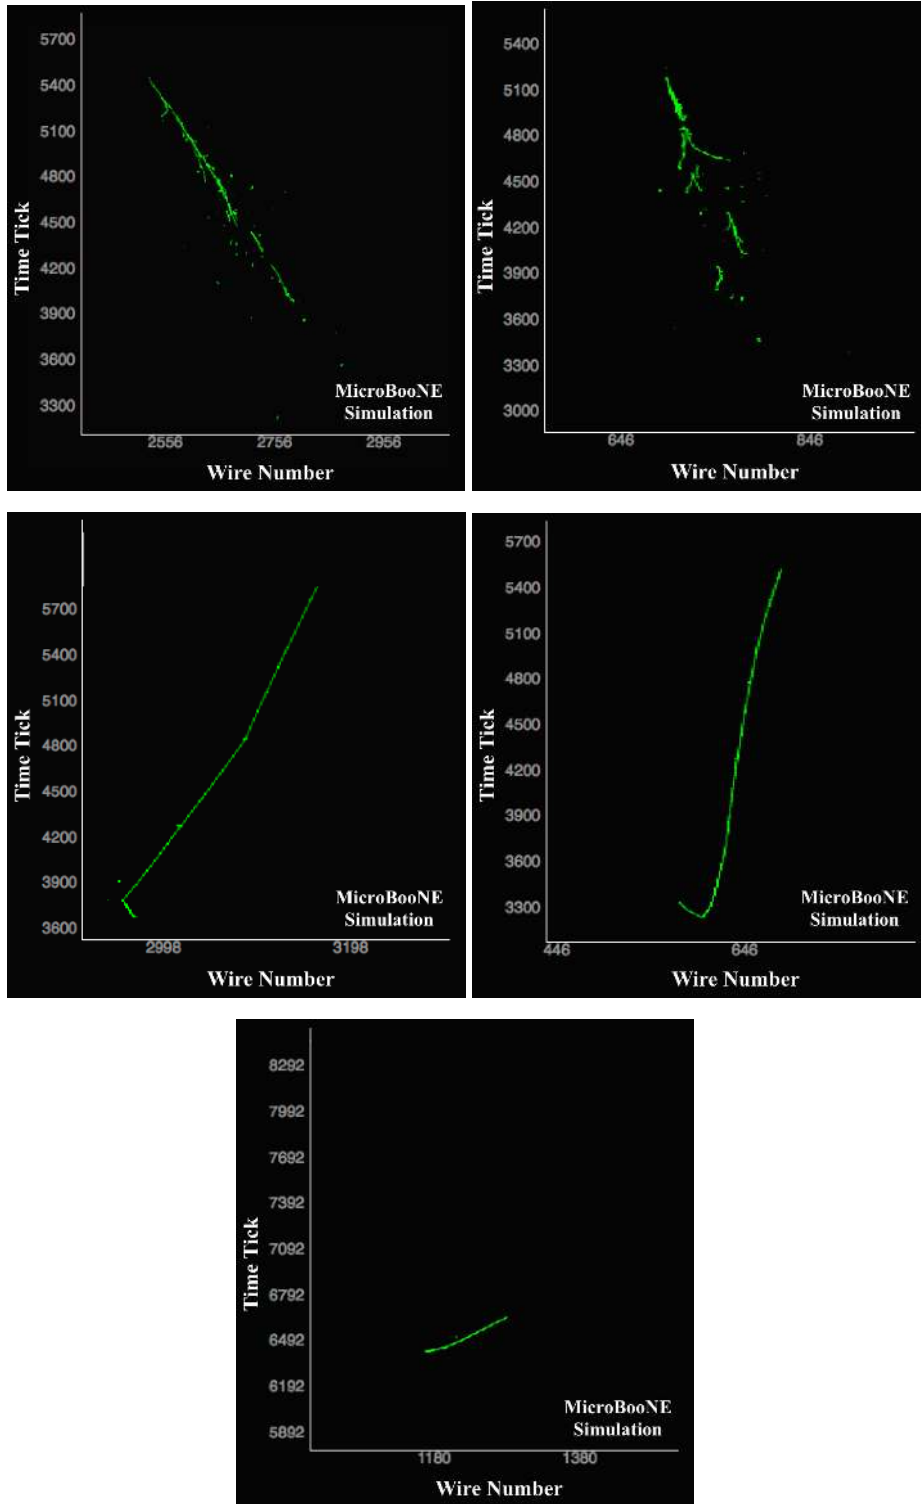 5700
5400
5100
4800
4500
4200
3900
3600
3300
Time Tick
MicroBooNE
Simulation
2556 2756 2956
Wire Number
5400
5100
4800
4500
4200
3900
3600
3300
3000
Time Tick
MicroBooNE
Simulation
646 846
Wire Number
5700
5400
5100
4800
4500
4200
3900
3600
Time Tick
MicroBooNE
Simulation
2998 3198
Wire Number
5700
5400
5100
4800
4500
4200
3900
3600
3300
Time Tick
MicroBooNE
Simulation
446 646
Wire Number
8292
7992
7692
7392
7092
6792
6492
6192
5892
Time Tick
MicroBooNE
Simulation
1180 1380
Wire Number